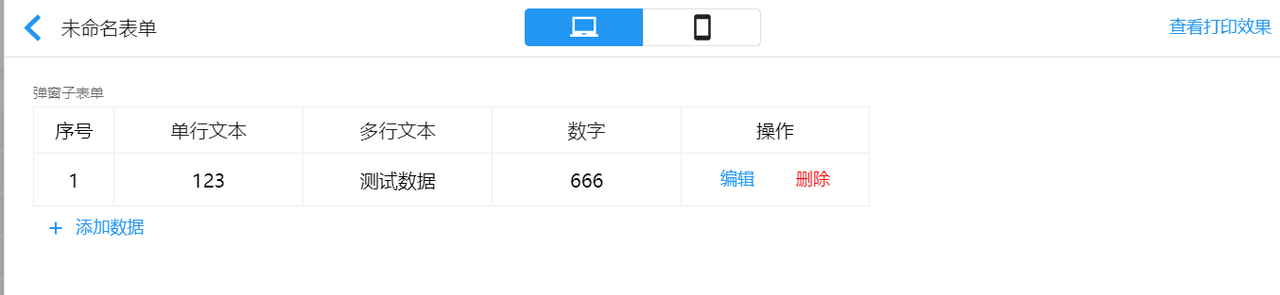 未命名表单 查看打印效果
弹窗子表单
序号 单行文本 多行文本 数字 操作
1 123 测试数据 666 编辑 删除
+ 添加数据